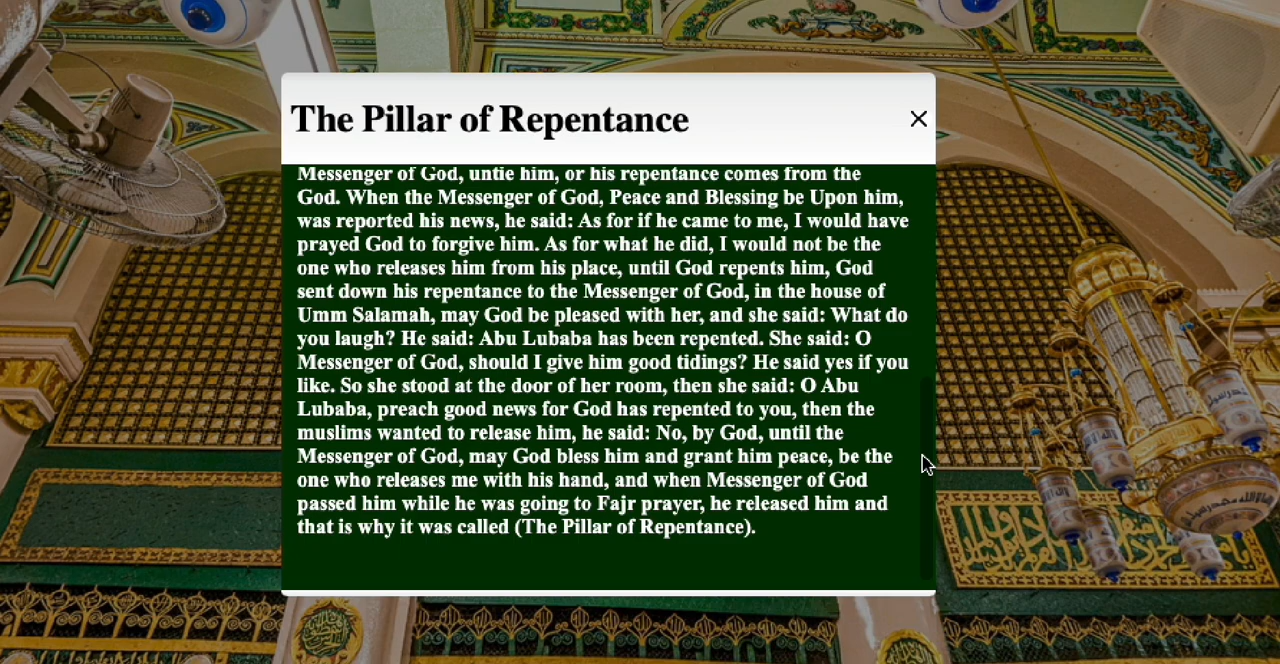 The Pillar of Repentance
Messenger of God, untie him, or his repentance comes from the
God. When the Messenger of God, Peace and Blessing be Upon him,
was reported his news, he said: As for if he came to me, I would have
prayed God to forgive him. As for what he did, I would not be the
one who releases him from his place, until God repents him, God
sent down his repentance to the Messenger of God, in the house of
Umm Salamah, may God be pleased with her, and she said: What do
you laugh? He said: Abu Lubaba has been repented. She said: O
Messenger of God, should I give him good tidings? He said yes if you
like. So she stood at the door of her room, then she said: O Abu
Lubaba, preach good news for God has repented to you, then the
muslims wanted to release him, he said: No, by God, until the
Messenger of God, may God bless him and grant him peace, be the
one who releases me with his hand, and when Messenger of God
passed him while he was going to Fajr prayer, he released him and
that is why it was called (The Pillar of Repentance).